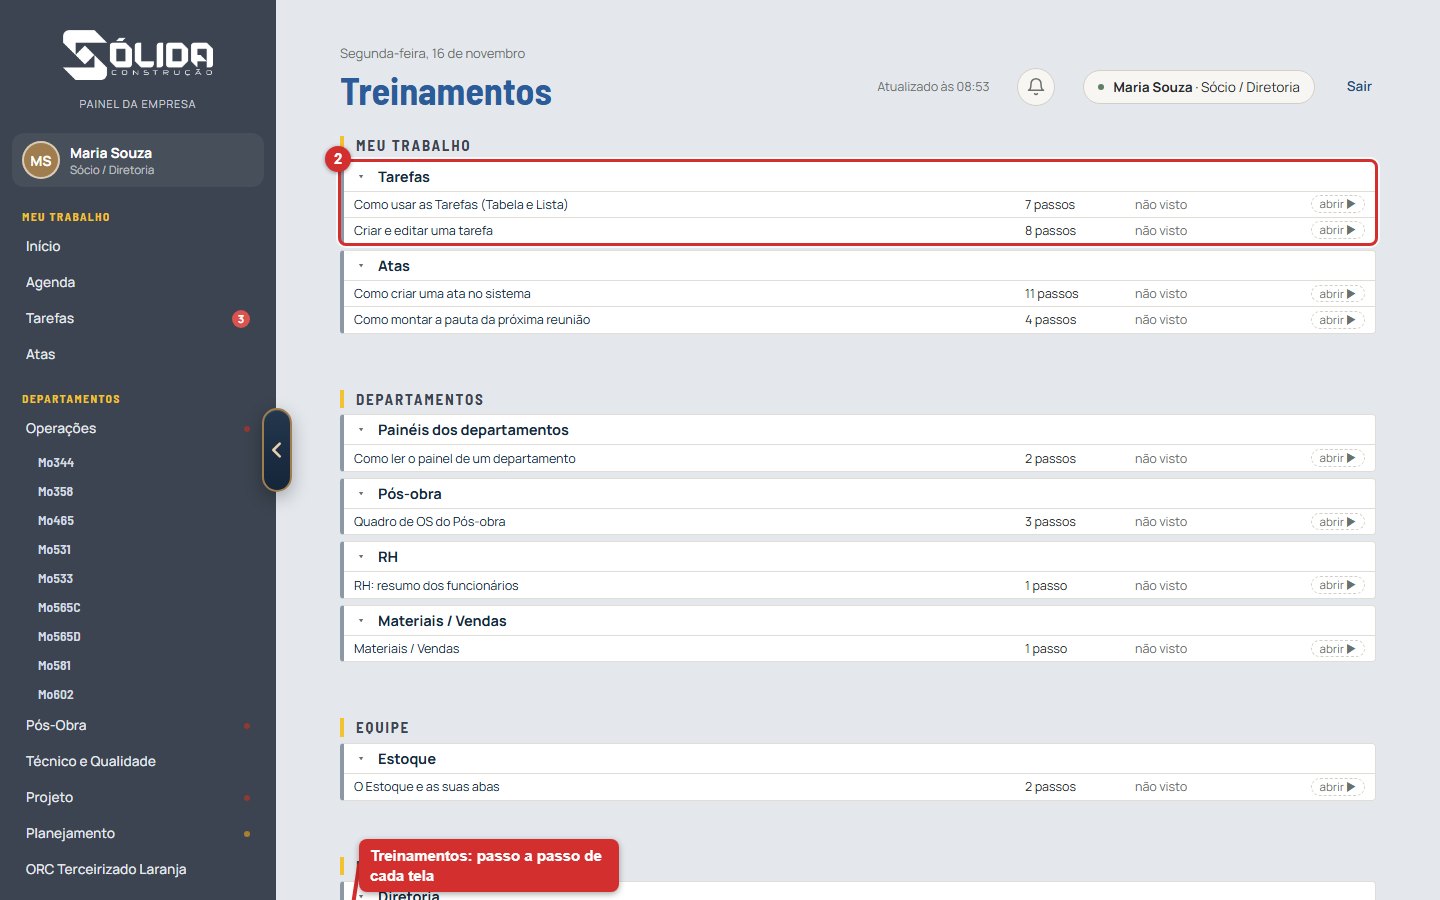 SÓLIDA
CONSTRUÇÃO
PAINEL DA EMPRESA
MS
Maria Souza
Sócio / Diretoria
MEU TRABALHO
Início
Agenda
Tarefas
3
Atas
DEPARTAMENTOS
Operações
Mo344
Mo358
Mo465
Mo531
Mo533
Mo565C
Mo565D
Mo581
Mo602
Pós-Obra
Técnico e Qualidade
Projeto
Planejamento
ORC Terceirizado Laranja
Segunda-feira, 16 de novembro
Treinamentos
Atualizado às 08:53
Maria Souza · Sócio / Diretoria
Sair
MEU TRABALHO
2
Tarefas
Como usar as Tarefas (Tabela e Lista) 7 passos não visto abrir
Criar e editar uma tarefa 8 passos não visto abrir
Atas
Como criar uma ata no sistema 11 passos não visto abrir
Como montar a pauta da próxima reunião 4 passos não visto abrir
DEPARTAMENTOS
Painéis dos departamentos
Como ler o painel de um departamento 2 passos não visto abrir
Pós-obra
Quadro de OS do Pós-obra 3 passos não visto abrir
RH
RH: resumo dos funcionários 1 passo não visto abrir
Materiais / Vendas
Materiais / Vendas 1 passo não visto abrir
EQUIPE
Estoque
O Estoque e as suas abas 2 passos não visto abrir
Treinamentos: passo a passo de
cada tela
Diretoria